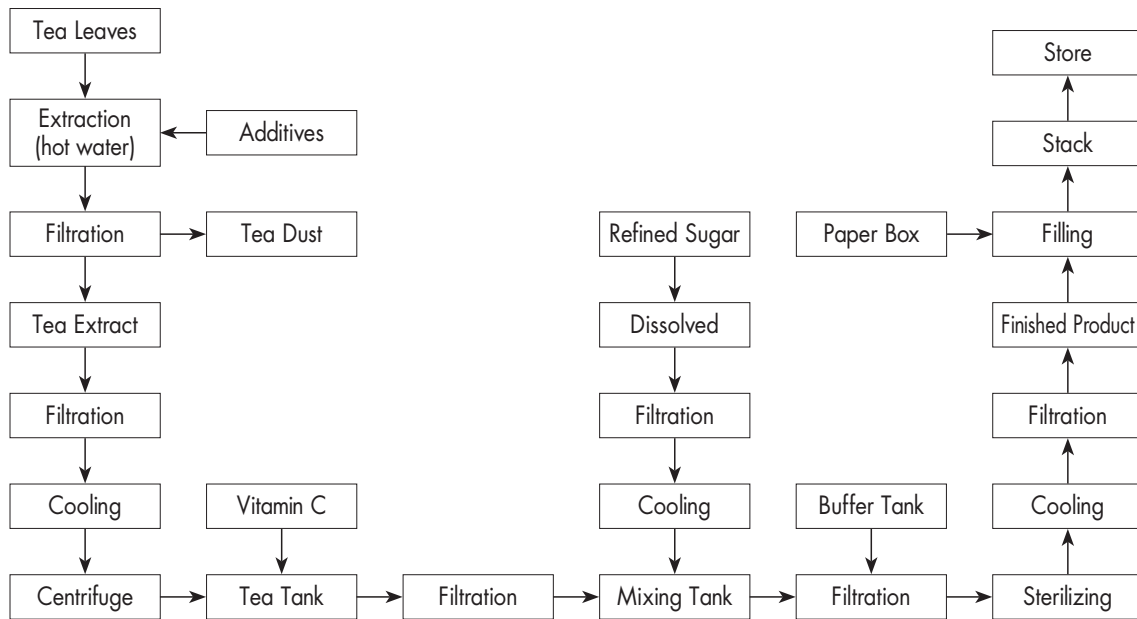 Tea Leaves
Store
Extraction
(hot water)
Additives
Stack
Filtration
Tea Dust
Refined Sugar
Paper Box
Filling
Tea Extract
Dissolved
Finished Product
Filtration
Filtration
Filtration
Cooling
Vitamin C
Cooling
Buffer Tank
Cooling
Centrifuge
Tea Tank
Filtration
Mixing Tank
Filtration
Sterilizing